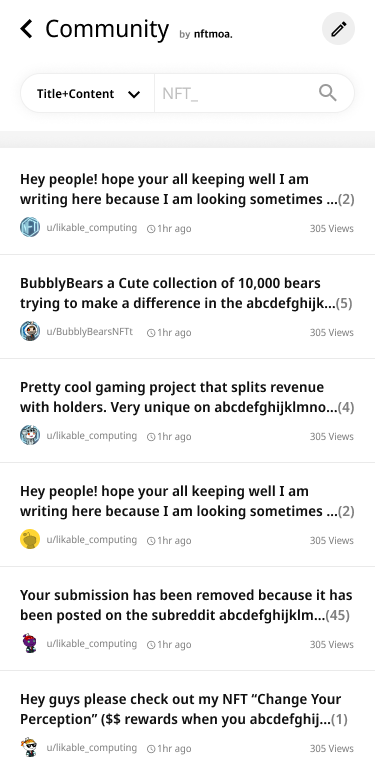 Community by nftmoa.
Title+Content NFT_
Hey people! hope your all keeping well I am
writing here because I am looking sometimes ...(2)
u/likable_computing 1hr ago 305 Views
BubblyBears a Cute collection of 10,000 bears
trying to make a difference in the abcdefghijk...(5)
u/BubblyBearsNFTt 1hr ago 305 Views
Pretty cool gaming project that splits revenue
with holders. Very unique on abcdefghijklmno...(4)
u/likable_computing 1hr ago 305 Views
Hey people! hope your all keeping well I am
writing here because I am looking sometimes ...(2)
u/likable_computing 1hr ago 305 Views
Your submission has been removed because it has
been posted on the subreddit abcdefghijklm...(45)
u/likable_computing 1hr ago 305 Views
Hey guys please check out my NFT “Change Your
Perception” ($$ rewards when you abcdefghij...(1)
u/likable_computing 1hr ago 305 Views